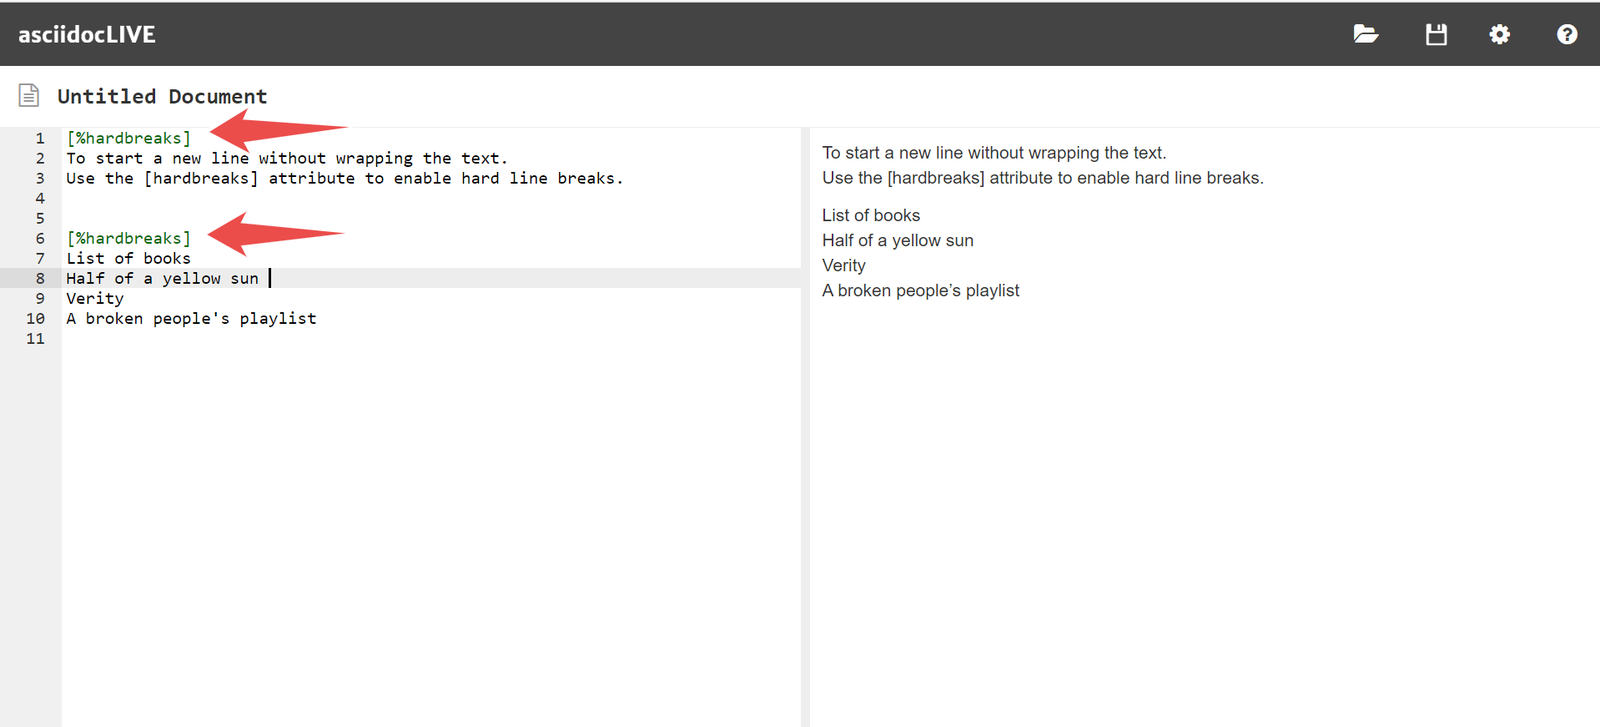 asciidocLIVE
Untitled Document
1 [%hardbreaks]
2 To start a new line without wrapping the text.
3 Use the [hardbreaks] attribute to enable hard line breaks.
4
5
6 [%hardbreaks]
7 List of books
8 Half of a yellow sun
9 Verity
10 A broken people's playlist
11
To start a new line without wrapping the text.
Use the [hardbreaks] attribute to enable hard line breaks.
List of books
Half of a yellow sun
Verity
A broken people’s playlist